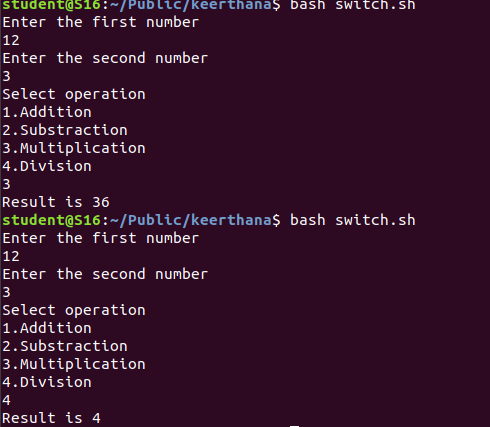 student@S16:~/Public/keerthana$ bash switch.sh
Enter the first number
12
Enter the second number
3
Select operation
1.Addition
2.Substraction
3.Multiplication
4.Division
3
Result is 36
student@S16:~/Public/keerthana$ bash switch.sh
Enter the first number
12
Enter the second number
3
Select operation
1.Addition
2.Substraction
3.Multiplication
4.Division
4
Result is 4